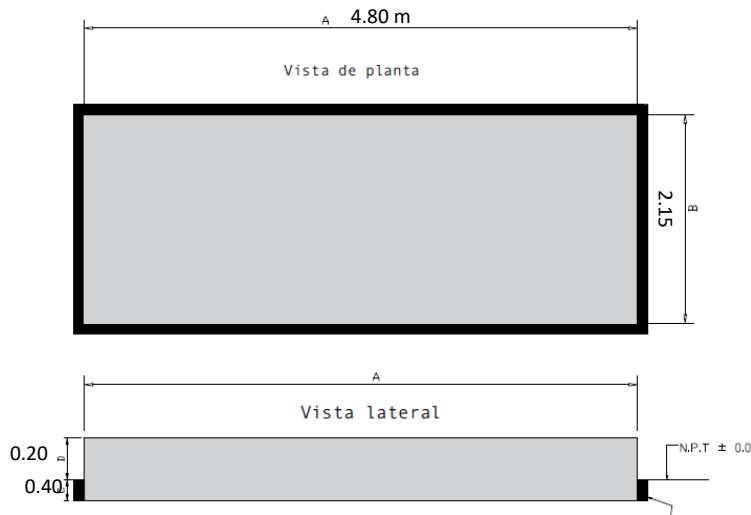 A 4.80 m
Vista de planta
2.15 B
A
Vista lateral
0.20 D
N.P.T ± 0.0
0.40